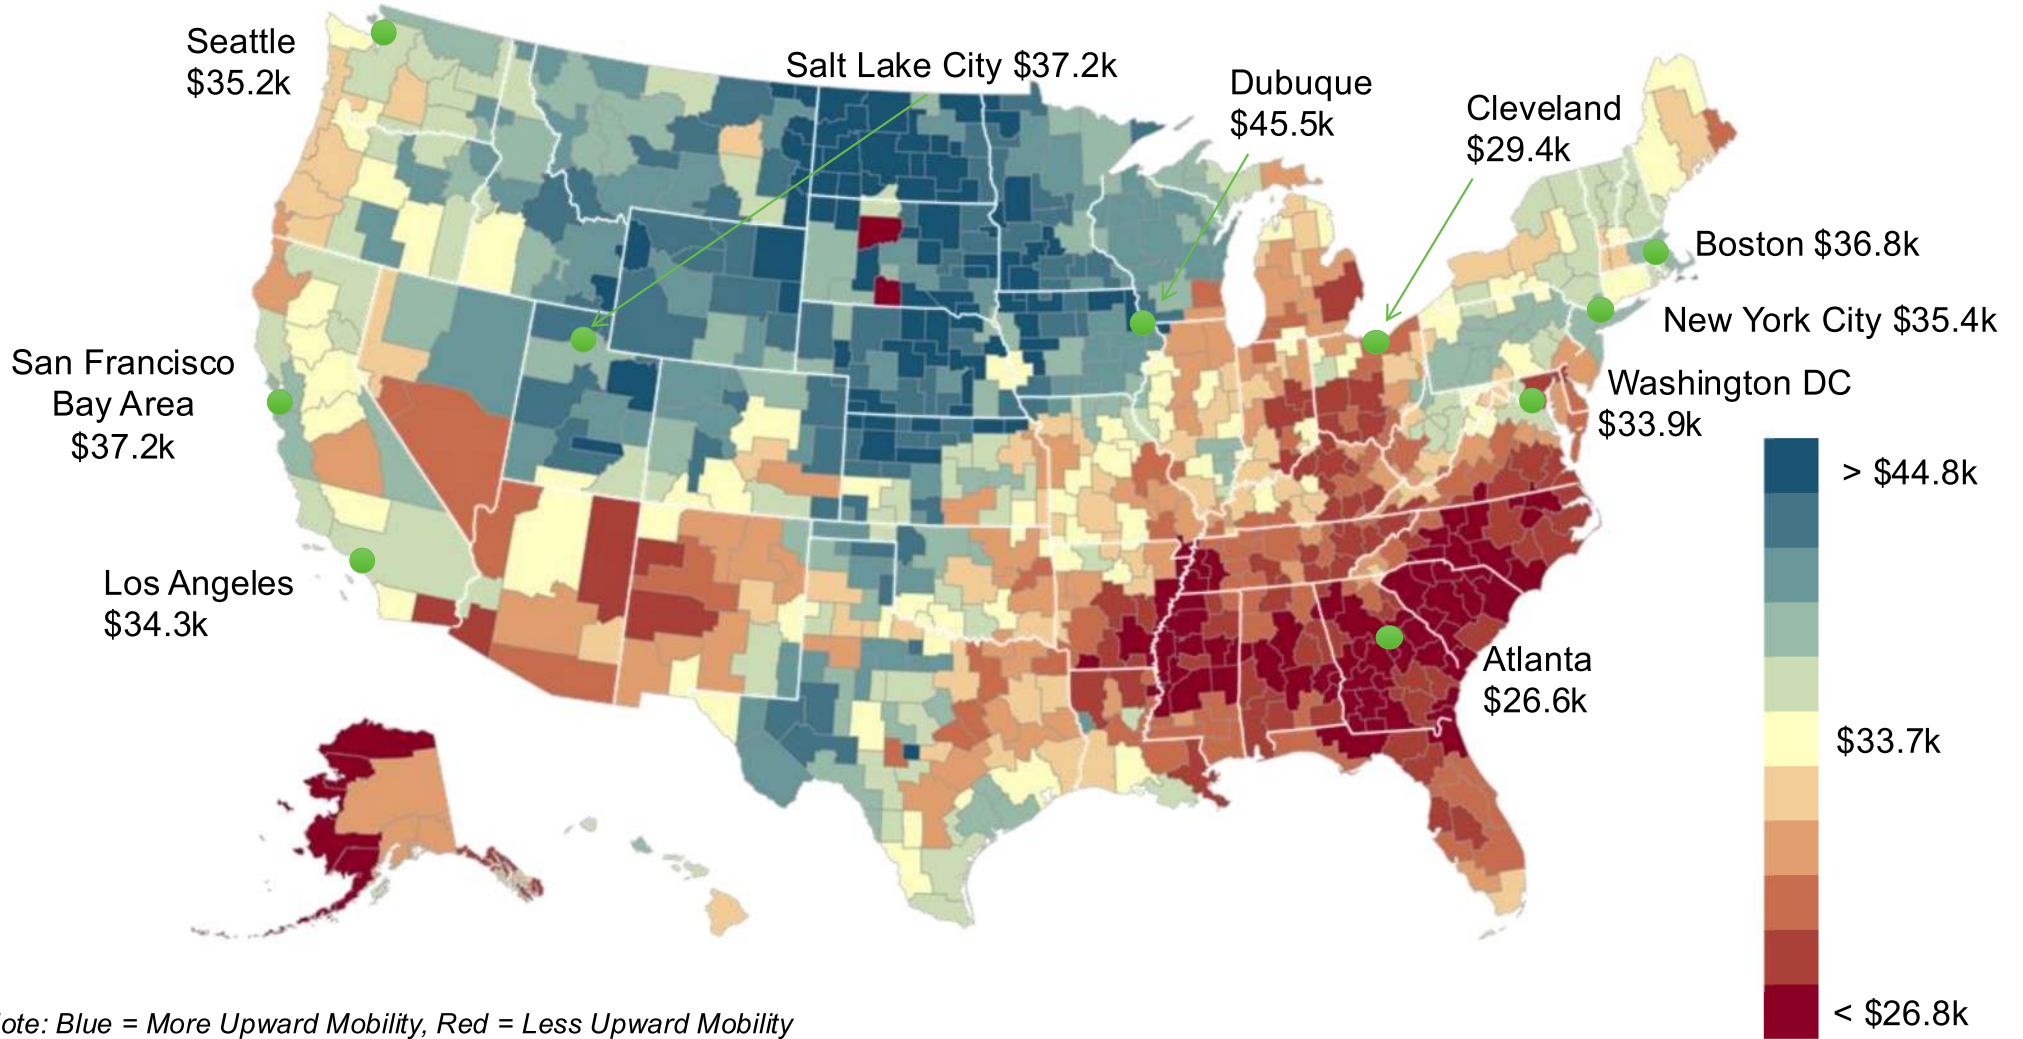 Seattle
$35.2k
Salt Lake City $37.2k
Dubuque
$45.5k
Cleveland
$29.4k
Boston $36.8k
New York City $35.4k
San Francisco
Bay Area
$37.2k
Washington DC
$33.9k
> $44.8k
Los Angeles
$34.3k
Atlanta
$26.6k
$33.7k
< $26.8k
ote: Blue = More Upward Mobility, Red = Less Upward Mobility